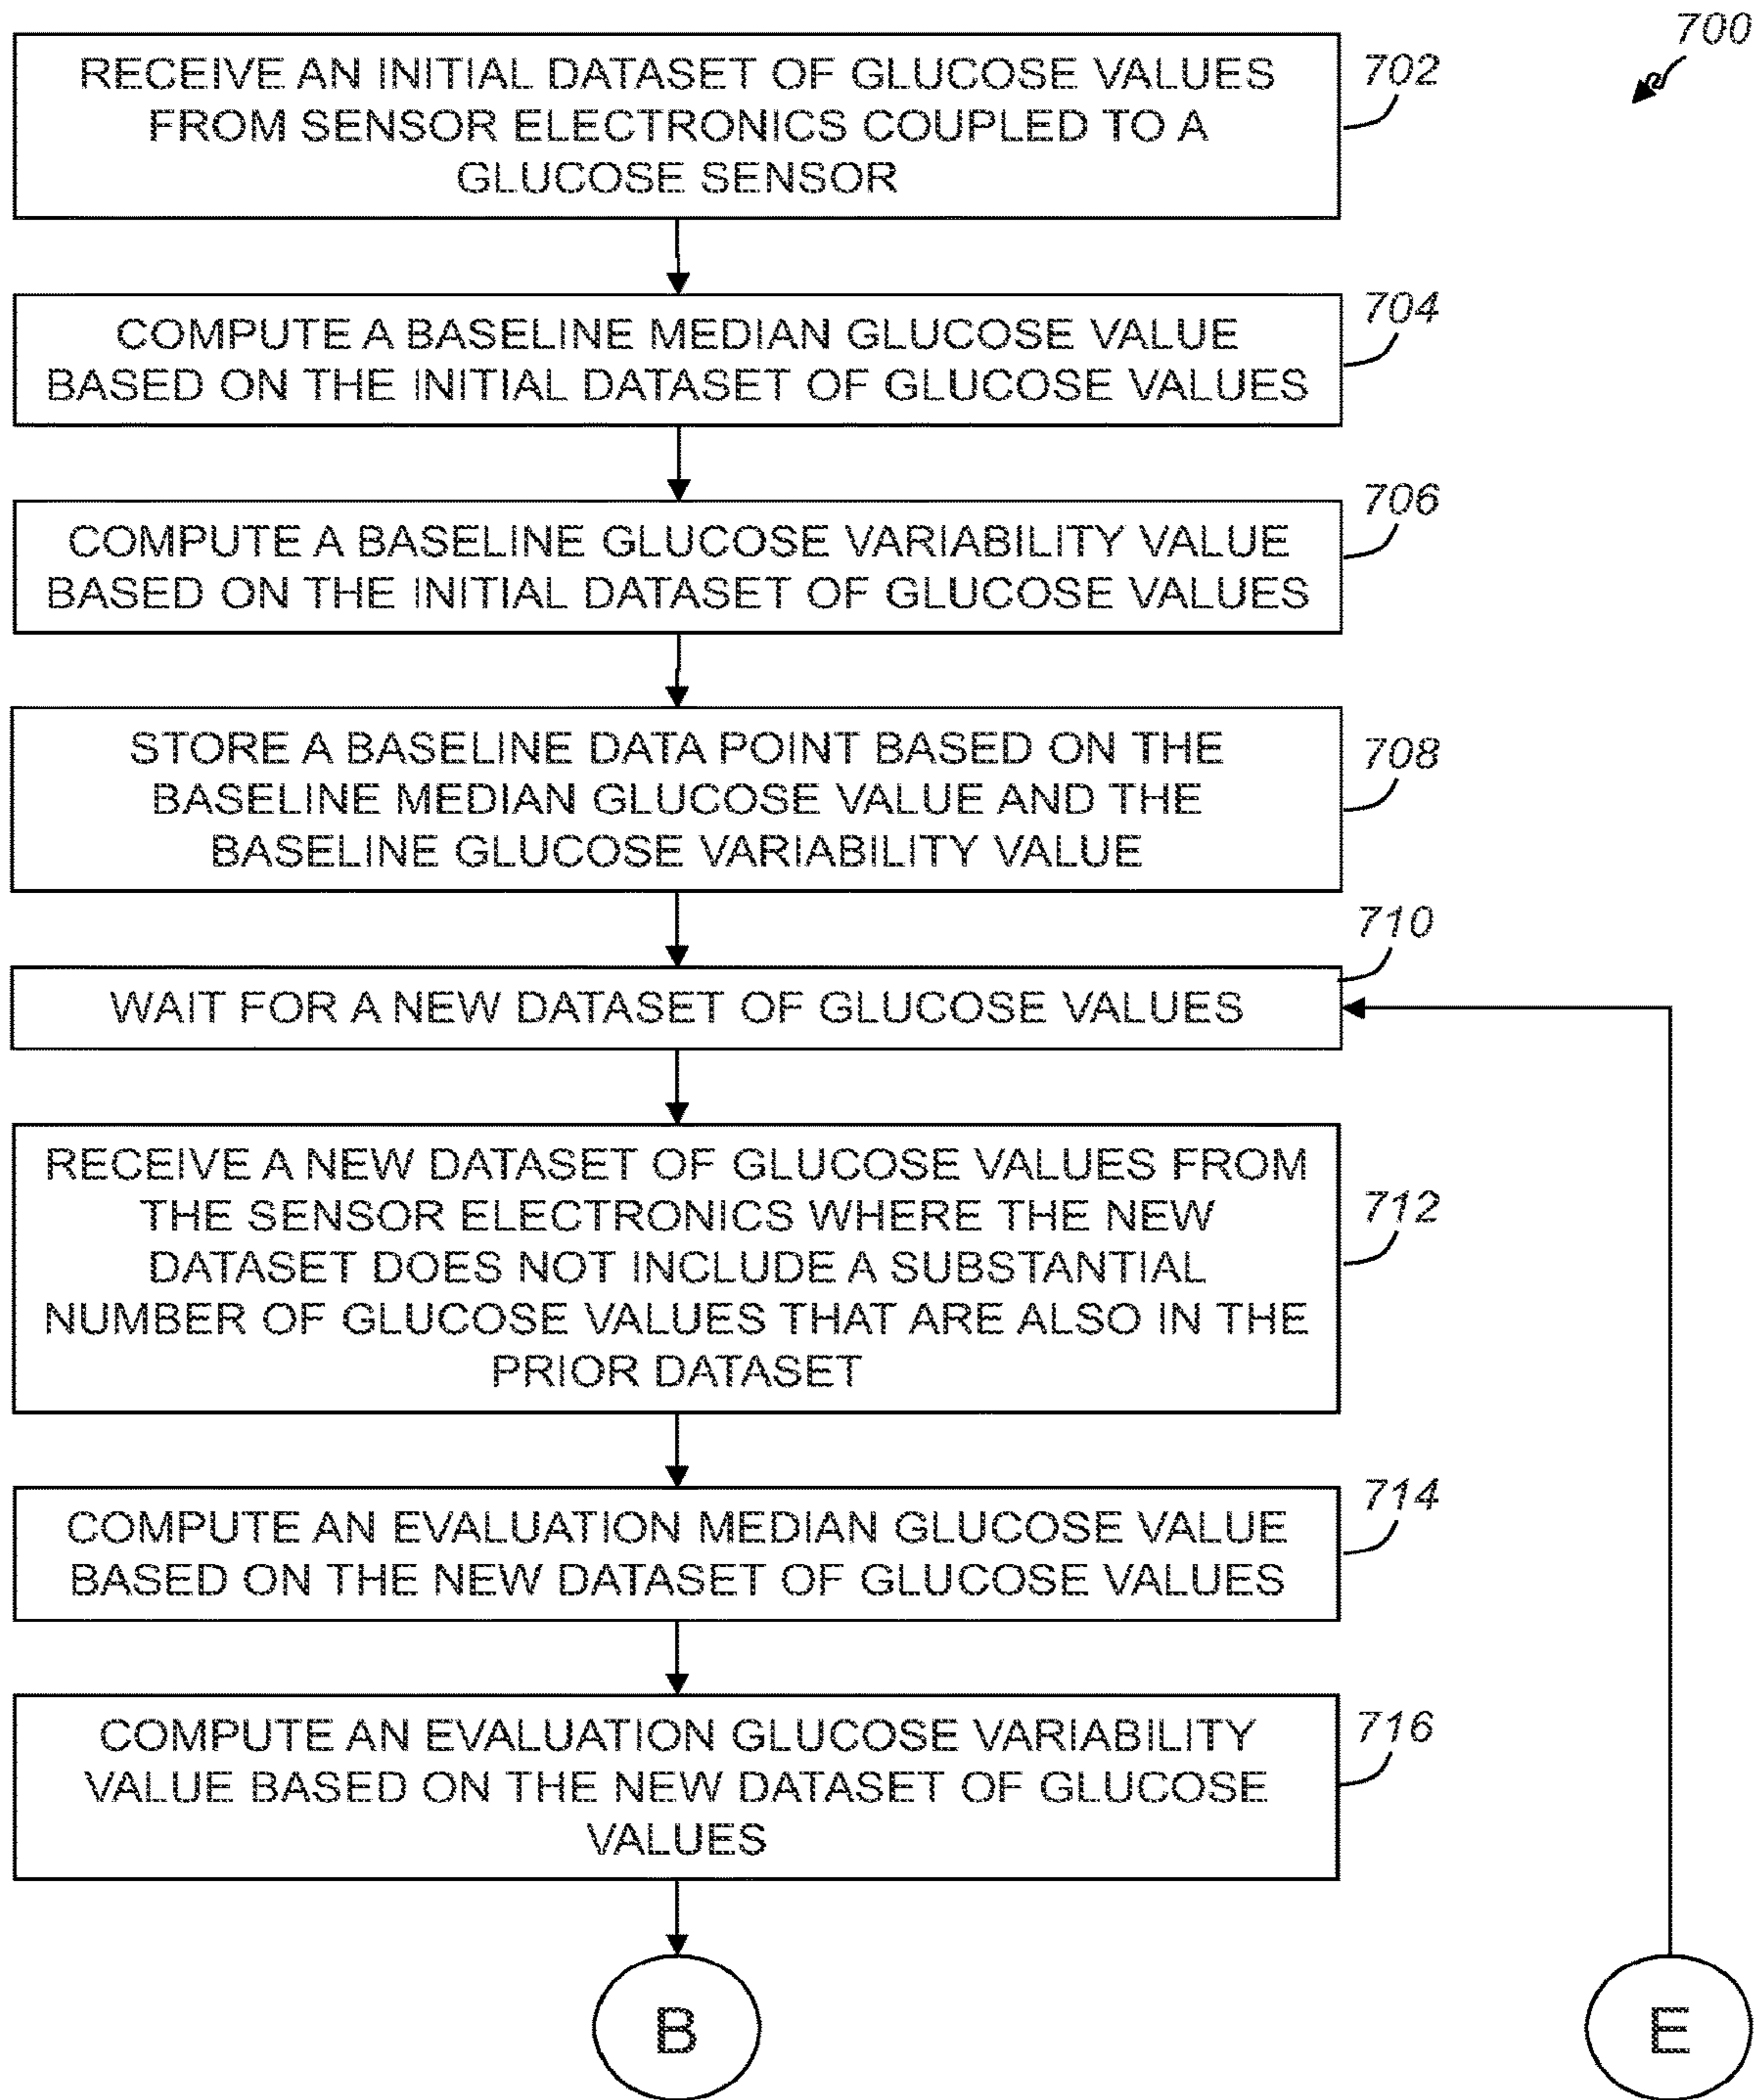 700
RECEIVE AN INITIAL DATASET OF GLUCOSE VALUES
FROM SENSOR ELECTRONICS COUPLED TO A
GLUCOSE SENSOR
702
COMPUTE A BASELINE MEDIAN GLUCOSE VALUE
BASED ON THE INITIAL DATASET OF GLUCOSE VALUES
704
COMPUTE A BASELINE GLUCOSE VARIABILITY VALUE
BASED ON THE INITIAL DATASET OF GLUCOSE VALUES
706
STORE A BASELINE DATA POINT BASED ON THE
BASELINE MEDIAN GLUCOSE VALUE AND THE
BASELINE GLUCOSE VARIABILITY VALUE
708
WAIT FOR A NEW DATASET OF GLUCOSE VALUES
710
RECEIVE A NEW DATASET OF GLUCOSE VALUES FROM
THE SENSOR ELECTRONICS WHERE THE NEW
DATASET DOES NOT INCLUDE A SUBSTANTIAL
NUMBER OF GLUCOSE VALUES THAT ARE ALSO IN THE
PRIOR DATASET
712
COMPUTE AN EVALUATION MEDIAN GLUCOSE VALUE
BASED ON THE NEW DATASET OF GLUCOSE VALUES
714
COMPUTE AN EVALUATION GLUCOSE VARIABILITY
VALUE BASED ON THE NEW DATASET OF GLUCOSE
VALUES
716
B
E